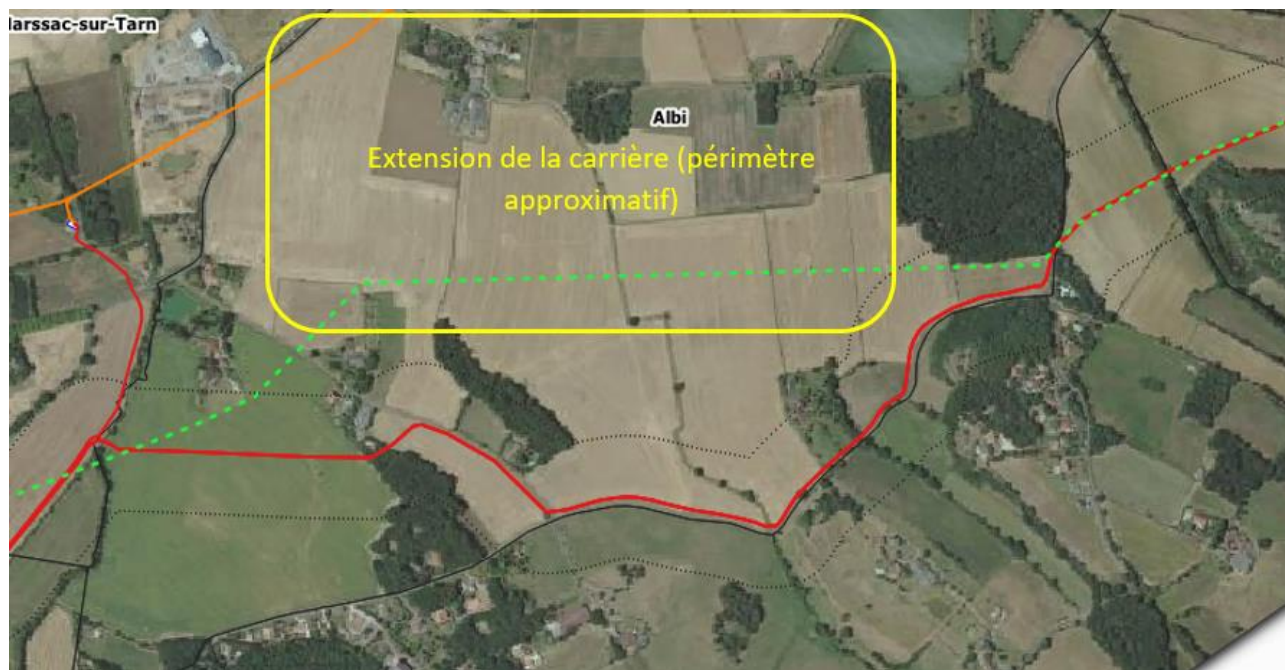 larssac-sur-Tarn
Albi
Extension de la carrière (périmètre
approximatif)